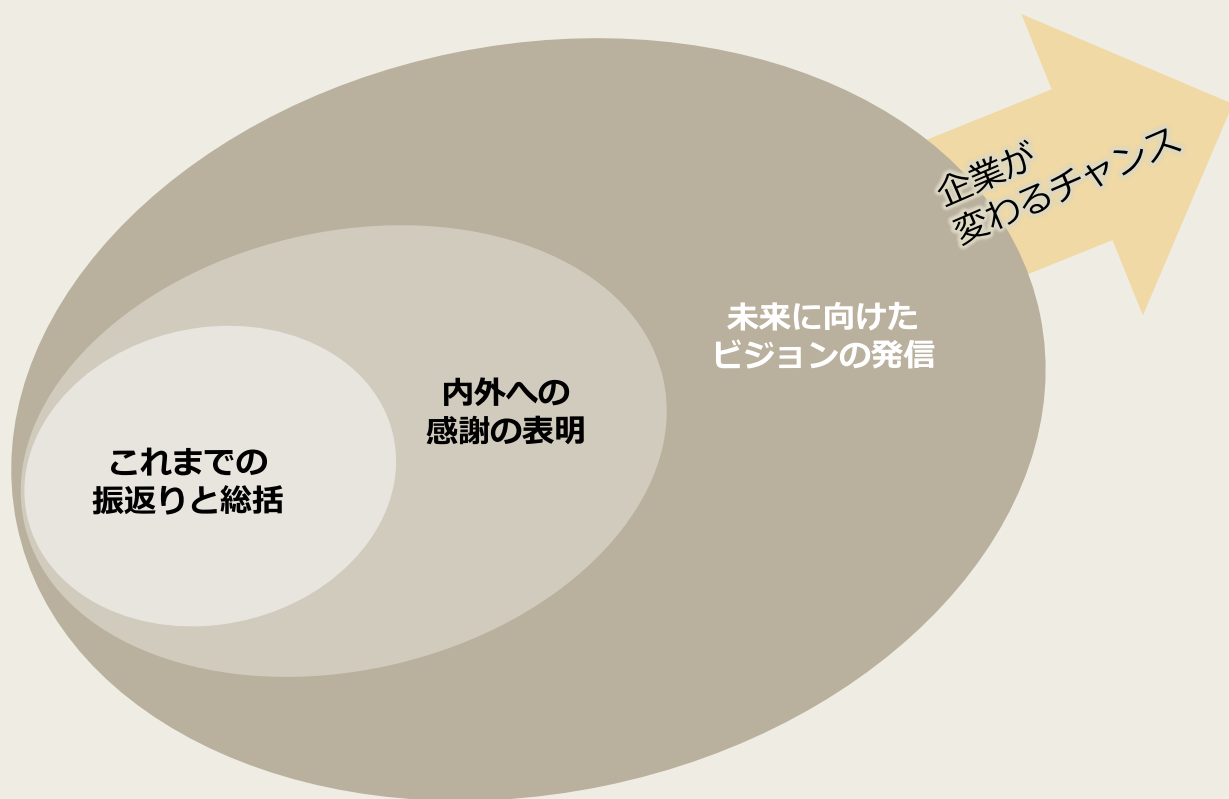 これまでの
振返りと総括
内外への
感謝の表明
未来に向けた
ビジョンの発信
企業が
変わるチャンス